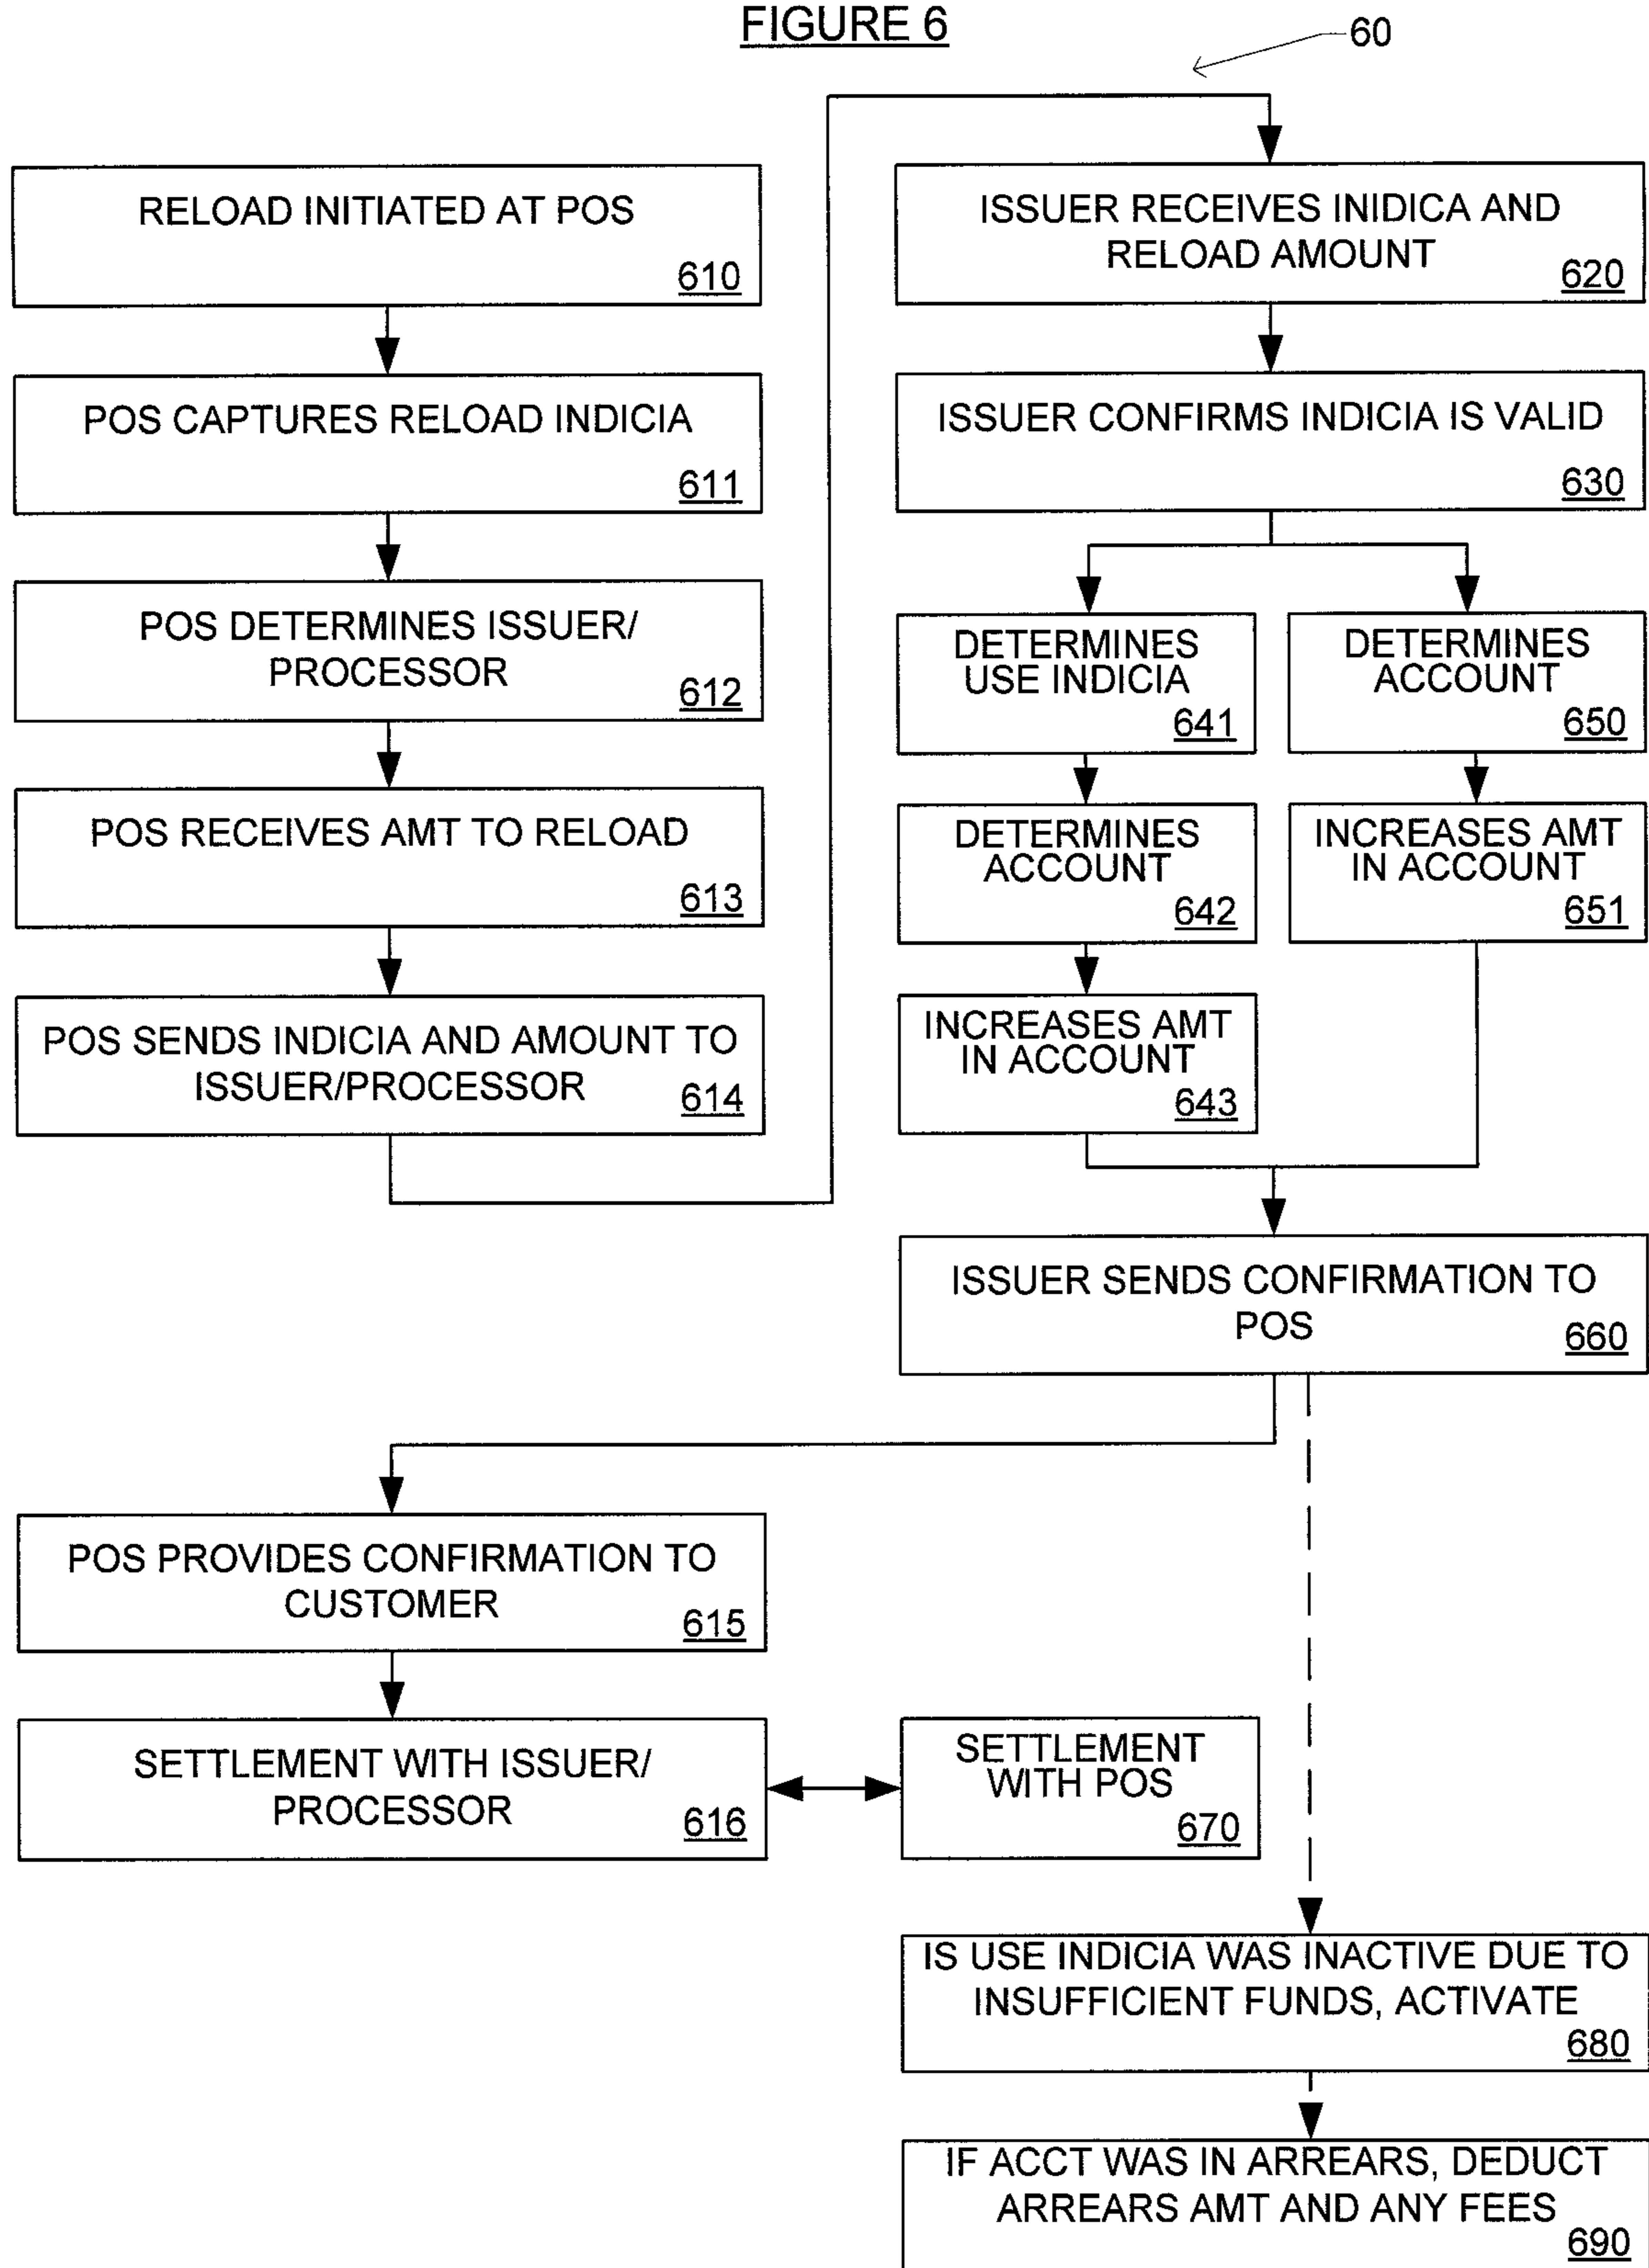 FIGURE 6
60
RELOAD INITIATED AT POS
610
POS CAPTURES RELOAD INDICIA
611
POS DETERMINES ISSUER/
PROCESSOR
612
POS RECEIVES AMT TO RELOAD
613
POS SENDS INDICIA AND AMOUNT TO
ISSUER/PROCESSOR
614
ISSUER RECEIVES INIDICA AND
RELOAD AMOUNT
620
ISSUER CONFIRMS INDICIA IS VALID
630
DETERMINES
USE INDICIA
641
DETERMINES
ACCOUNT
642
INCREASES AMT
IN ACCOUNT
643
DETERMINES
ACCOUNT
650
INCREASES AMT
IN ACCOUNT
651
ISSUER SENDS CONFIRMATION TO
POS
660
POS PROVIDES CONFIRMATION TO
CUSTOMER
615
SETTLEMENT WITH ISSUER/
PROCESSOR
616
SETTLEMENT
WITH POS
670
IS USE INDICIA WAS INACTIVE DUE TO
INSUFFICIENT FUNDS, ACTIVATE
680
IF ACCT WAS IN ARREARS, DEDUCT
ARREARS AMT AND ANY FEES
690